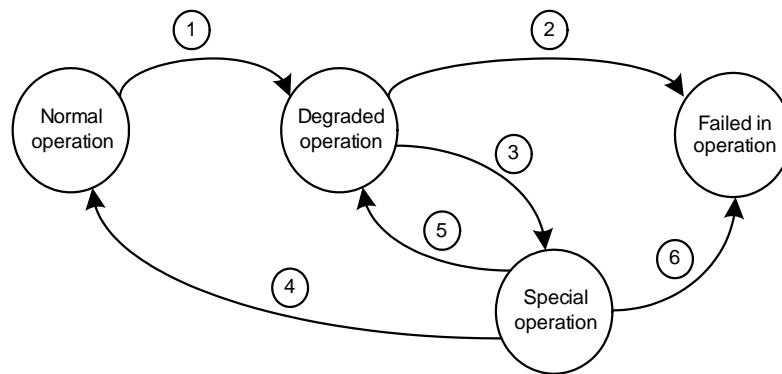 1
2
Normal
operation
Degraded
operation
Failed in
operation
3
5
4
6
Special
operation